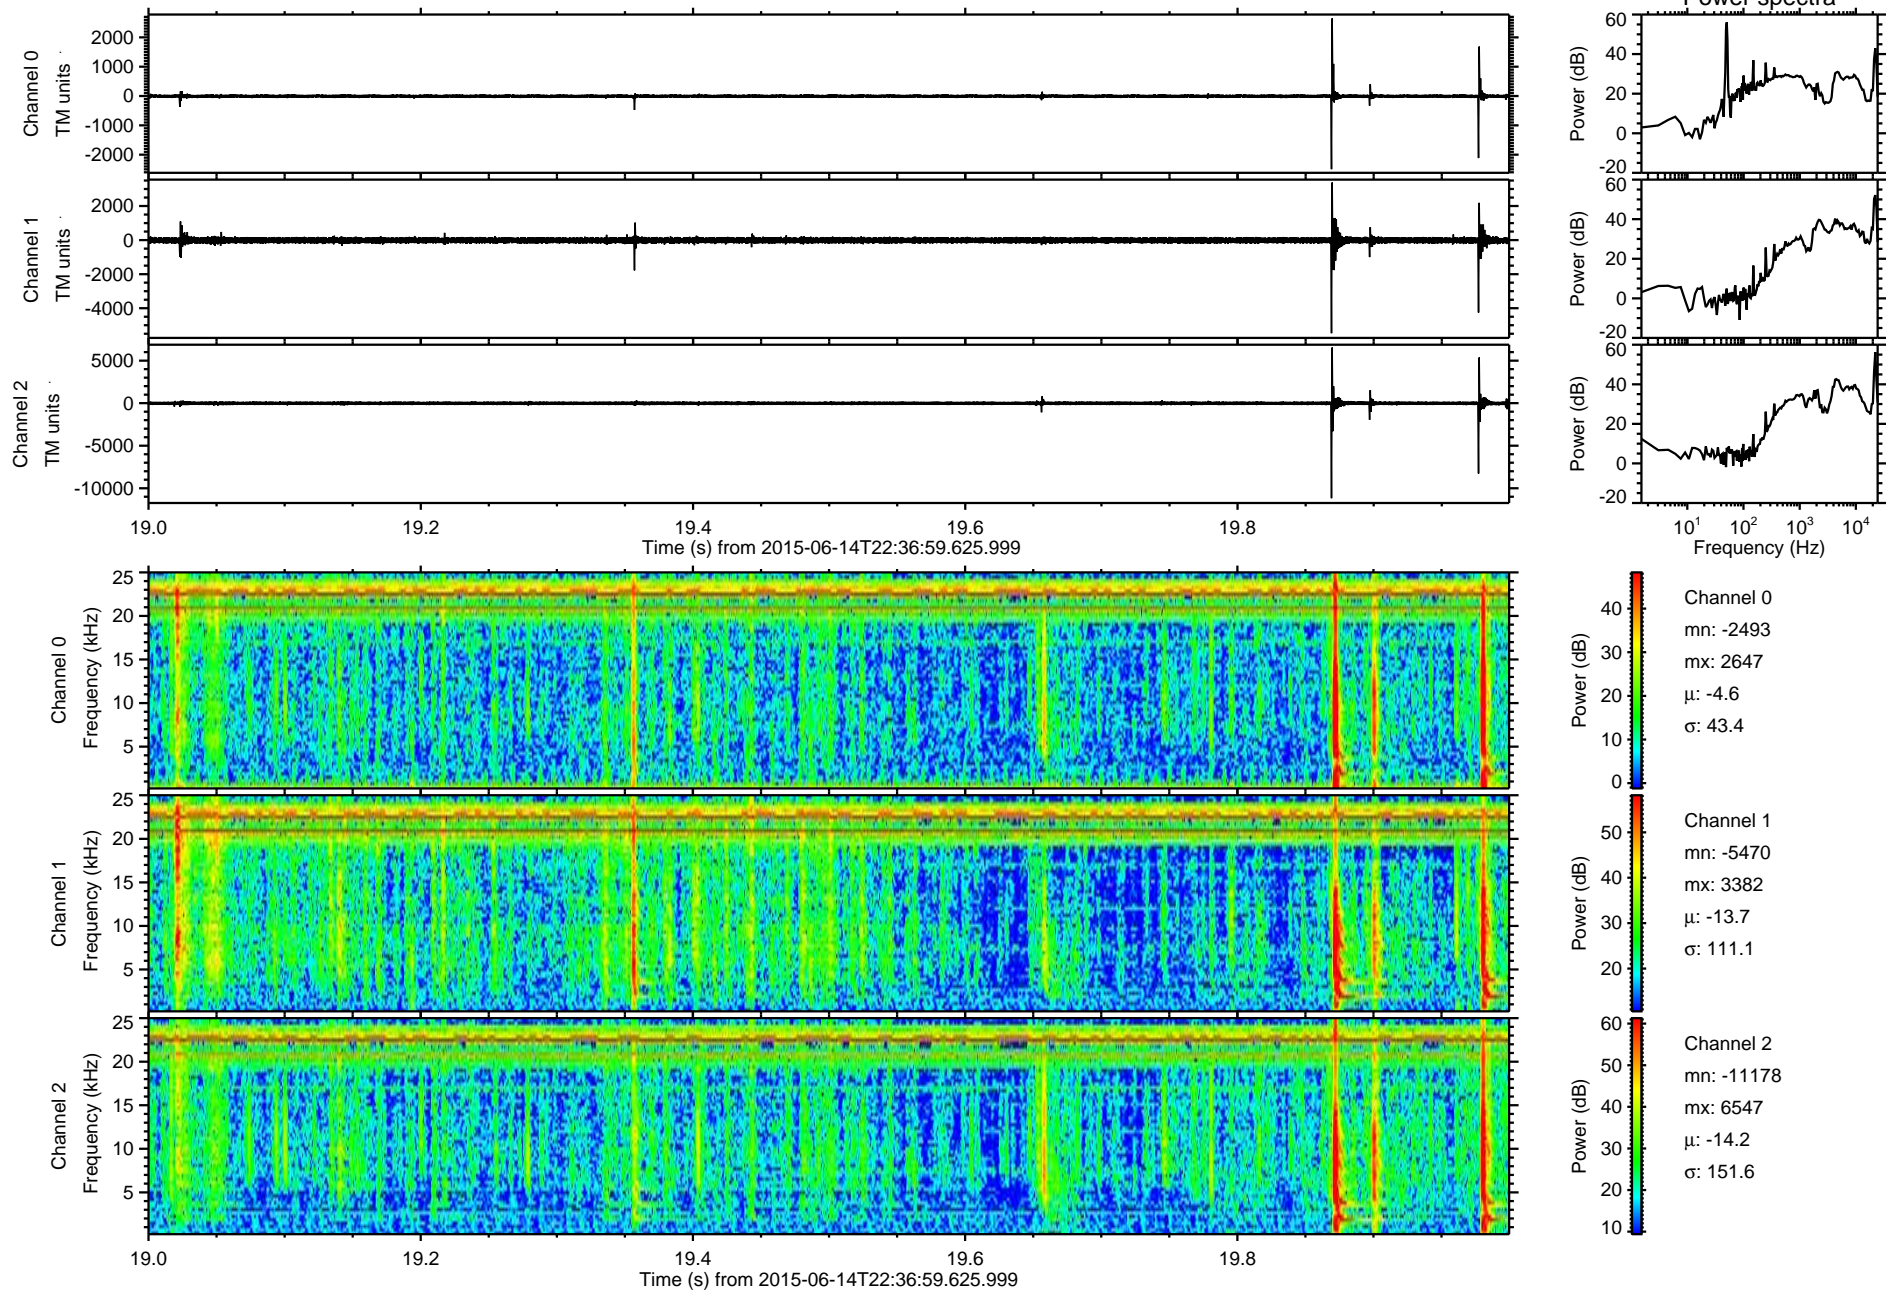 Power spectra
Channel 0
TM units
2000
1000
0
-1000
-2000
Power (dB)
60
40
20
0
-20
Channel 1
TM units
2000
0
-2000
-4000
Power (dB)
60
40
20
0
-20
Channel 2
TM units
5000
0
-5000
-10000
Power (dB)
60
40
20
0
-20
19.0 19.2 19.4 19.6 19.8
Time (s) from 2015-06-14T22:36:59.625.999
10^1 10^2 10^3 10^4
Frequency (Hz)
Channel 0
Frequency (kHz)
25
20
15
10
5
Power (dB)
40
30
20
10
0
Channel 0
mn: -2493
mx: 2647
μ: -4.6
σ: 43.4
Channel 1
Frequency (kHz)
25
20
15
10
5
Power (dB)
50
40
30
20
Channel 1
mn: -5470
mx: 3382
μ: -13.7
σ: 111.1
Channel 2
Frequency (kHz)
25
20
15
10
5
Power (dB)
60
50
40
30
20
10
Channel 2
mn: -11178
mx: 6547
μ: -14.2
σ: 151.6
19.0 19.2 19.4 19.6 19.8
Time (s) from 2015-06-14T22:36:59.625.999